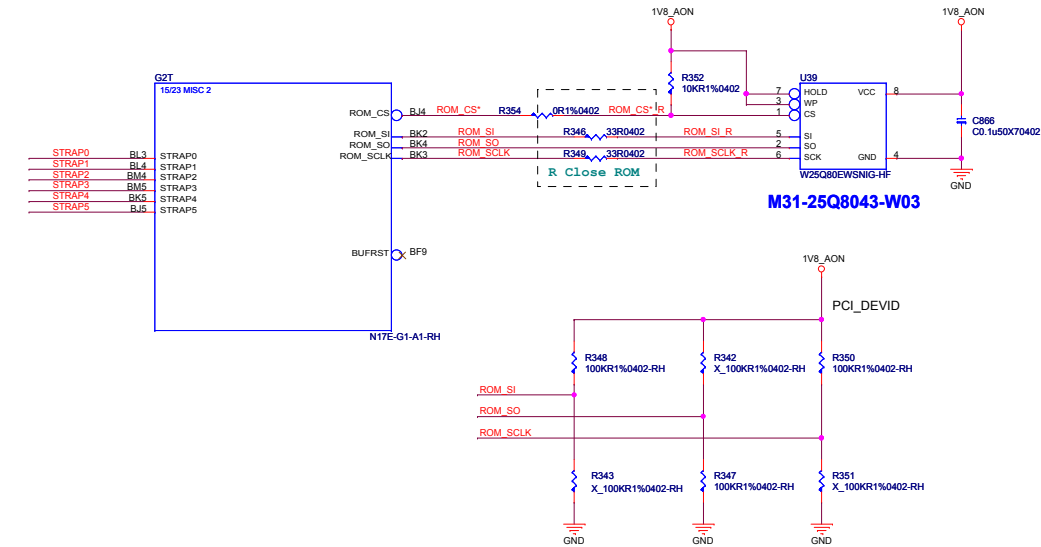 1V8_AON
1V8_AON
G2T
15/23 MISC 2
R352
10KR1%0402
U39
7
HOLD
VCC
8
3
WP
ROM_CS
BJ4
ROM_CS*
R354
0R1%0402
ROM_CS*_R
1
CS
C866
C0.1u50X70402
ROM_SI
BK2
ROM_SI
R346
33R0402
ROM_SI_R
5
SI
ROM_SO
BK4
ROM_SO
2
SO
ROM_SCLK
BK3
ROM_SCLK
R349
33R0402
ROM_SCLK_R
6
SCK
GND
4
R Close ROM
W25Q80EWSNIG-HF
GND
M31-25Q8043-W03
STRAP0
BL3
STRAP0
STRAP1
BL4
STRAP1
STRAP2
BM4
STRAP2
STRAP3
BM5
STRAP3
STRAP4
BK5
STRAP4
STRAP5
BJ5
STRAP5
BUFRST
BF9
N17E-G1-A1-RH
1V8_AON
PCI_DEVID
R348
100KR1%0402-RH
R342
X_100KR1%0402-RH
R350
100KR1%0402-RH
ROM_SI
ROM_SO
ROM_SCLK
R343
X_100KR1%0402-RH
R347
100KR1%0402-RH
R351
X_100KR1%0402-RH
GND
GND
GND